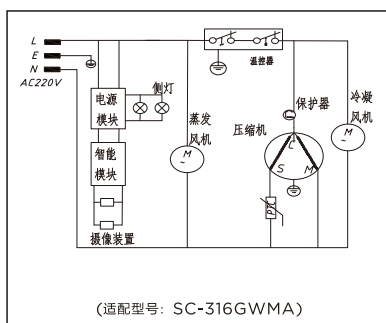 L
E
N
AC220V
温控器
侧灯
电源
模块
智能
模块
摄像装置
蒸发
风机
M
~
保护器
压缩机
C
S
M
PTC
冷凝
风机
M
~
(适配型号: SC-316GWMA)